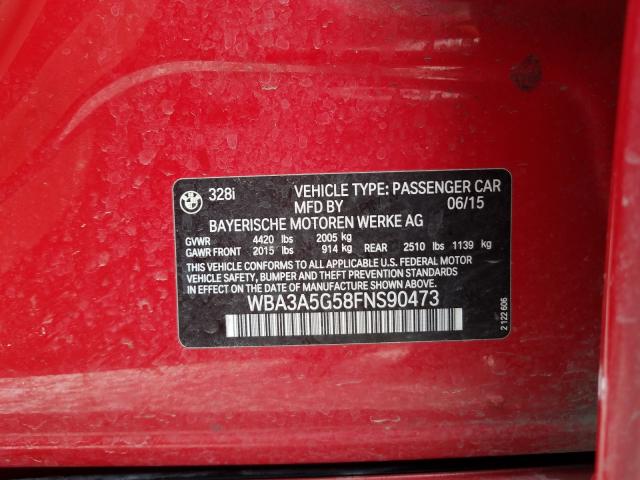 BMW 328i VEHICLE TYPE: PASSENGER CAR
MFD BY 06/15
BAYERISCHE MOTOREN WERKE AG
GVWR 4420 lbs 2005 kg
GAWR FRONT 2015 lbs 914 kg REAR 2510 lbs 1139 kg
THIS VEHICLE CONFORMS TO ALL APPLICABLE U.S. FEDERAL MOTOR
VEHICLE SAFETY, BUMPER AND THEFT PREVENTION STANDARDS
IN EFFECT ON THE DATE OF MANUFACTURE SHOWN ABOVE.
WBA3A5G58FNS90473
2 122 606